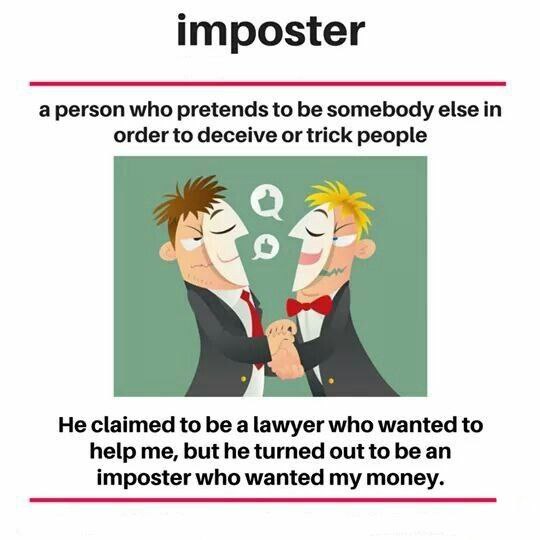 imposter
a person who pretends to be somebody else in
order to deceive or trick people
He claimed to be a lawyer who wanted to
help me, but he turned out to be an
imposter who wanted my money.